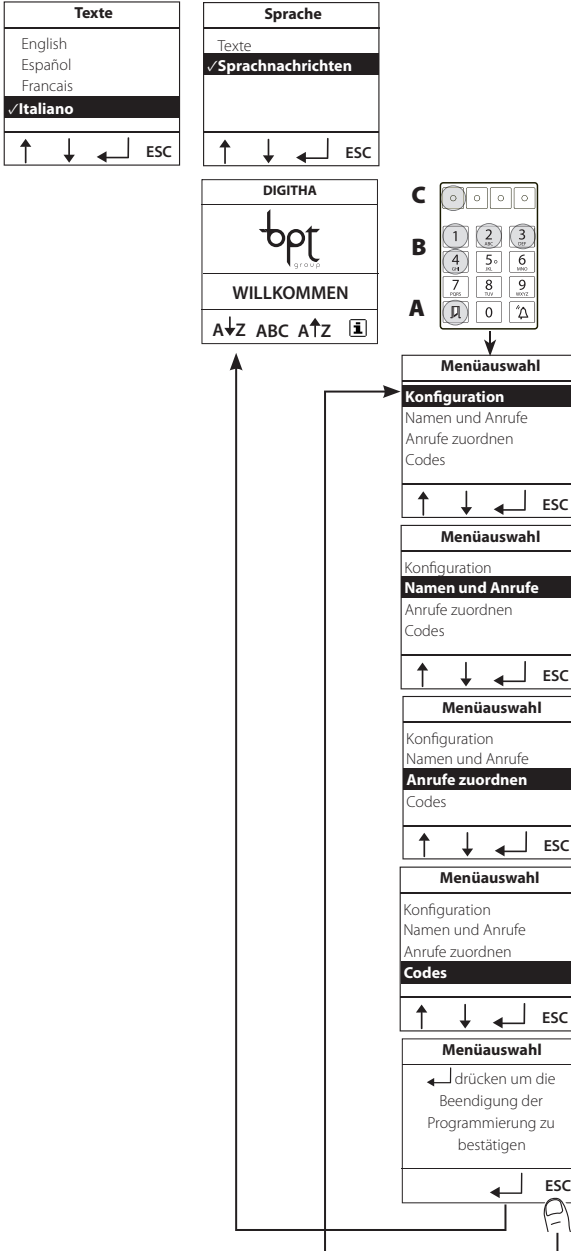 Texte
English
Español
Francais
✓Italiano
↑ ↓ ↵ ESC
Sprache
Texte
✓Sprachnachrichten
↑ ↓ ↵ ESC
DIGITHA
bpt
group
WILLKOMMEN
A↓Z ABC A↑Z i
C
B
A
1 2 ABC 3 DEF
4 GHI 5 JKL 6 MNO
7 PQRS 8 TUV 9 WXYZ
0
Menüauswahl
Konfiguration
Namen und Anrufe
Anrufe zuordnen
Codes
↑ ↓ ↵ ESC
Menüauswahl
Konfiguration
Namen und Anrufe
Anrufe zuordnen
Codes
↑ ↓ ↵ ESC
Menüauswahl
Konfiguration
Namen und Anrufe
Anrufe zuordnen
Codes
↑ ↓ ↵ ESC
Menüauswahl
Konfiguration
Namen und Anrufe
Anrufe zuordnen
Codes
↑ ↓ ↵ ESC
Menüauswahl
↵ drücken um die
Beendigung der
Programmierung zu
bestätigen
↵ ESC